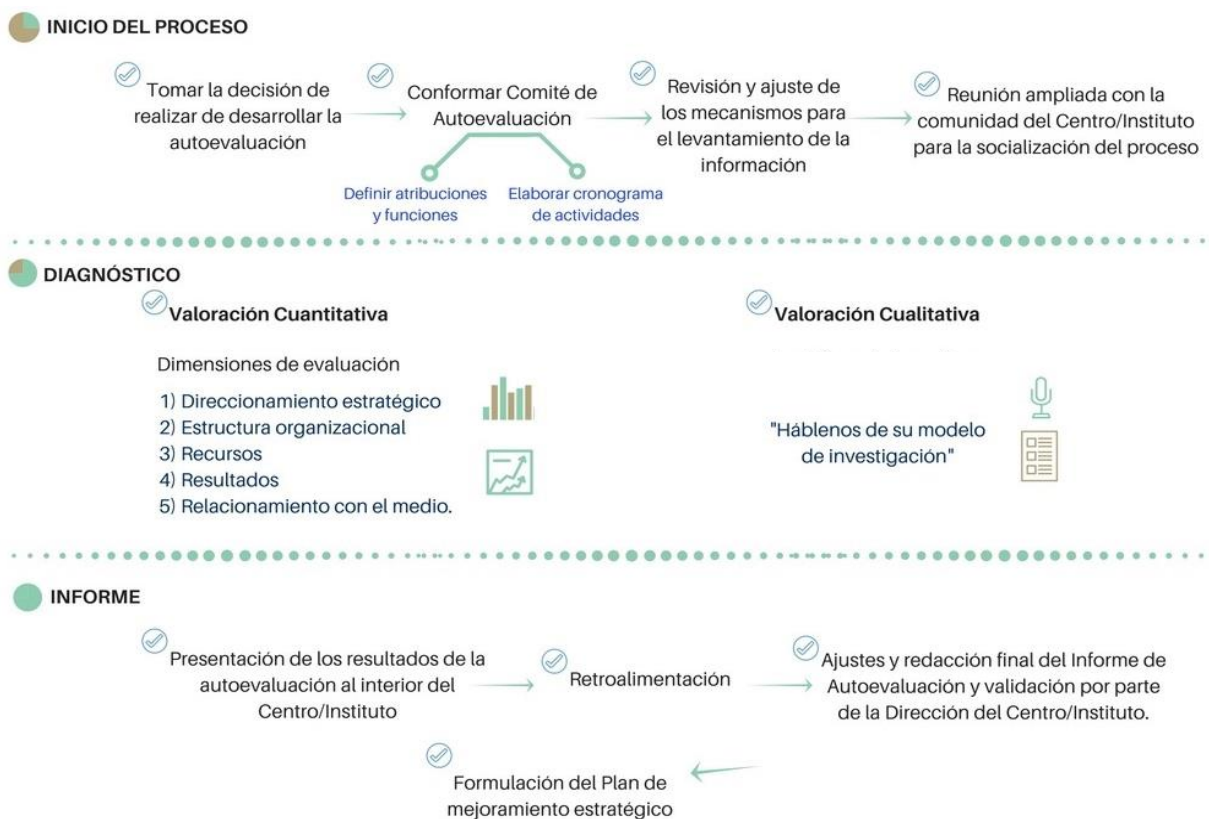 INICIO DEL PROCESO
Tomar la decisión de
realizar de desarrollar la
autoevaluación
Conformar Comité de
Autoevaluación
Definir atribuciones
y funciones
Elaborar cronograma
de actividades
Revisión y ajuste de
los mecanismos para
el levantamiento de la
información
Reunión ampliada con la
comunidad del Centro/Instituto
para la socialización del proceso
DIAGNÓSTICO
Valoración Cuantitativa
Dimensiones de evaluación
1) Direccionamiento estratégico
2) Estructura organizacional
3) Recursos
4) Resultados
5) Relacionamiento con el medio.
Valoración Cualitativa
"Háblenos de su modelo
de investigación"
INFORME
Presentación de los resultados de la
autoevaluación al interior del
Centro/Instituto
Retroalimentación
Ajustes y redacción final del Informe de
Autoevaluación y validación por parte
de la Dirección del Centro/Instituto.
Formulación del Plan de
mejoramiento estratégico